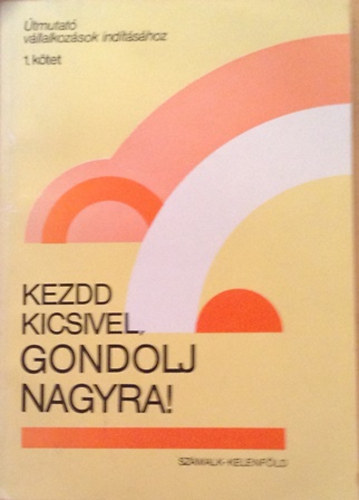 Útmutató
vállalkozások indításához
1. kötet
KEZDD
KICSIVEL,
GONDOLJ
NAGYRA!
SZÁMALK-KELENFÖLD